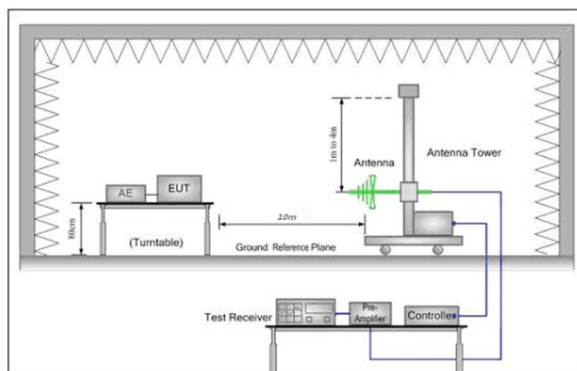 1m to 4m
Antenna
Antenna Tower
AE
EUT
80cm
(Turntable)
10m
Ground Reference Plane
Test Receiver
Pre-
Amplifier
Controller